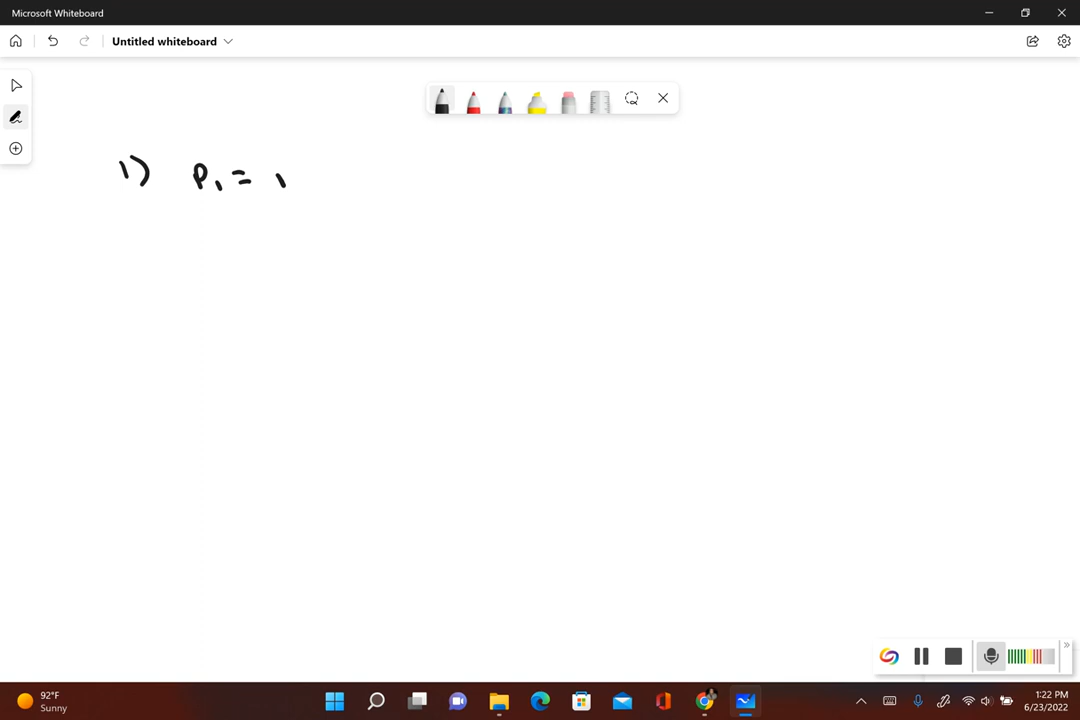 Microsoft Whiteboard
Untitled whiteboard
1) P₁ = 1
92°F
Sunny
1:22 PM
6/23/2022